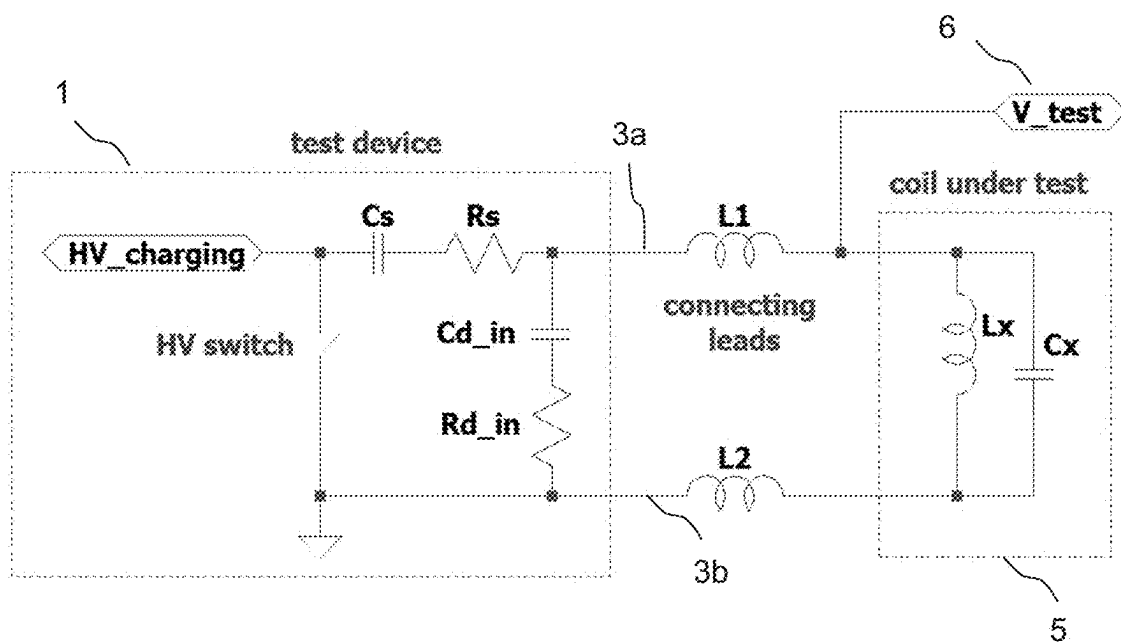 6
1
V_test
3a
test device
coil under test
Cs
Rs
L1
HV_charging
connecting
leads
Lx
Cx
HV switch
Cd_in
Rd_in
L2
3b
5